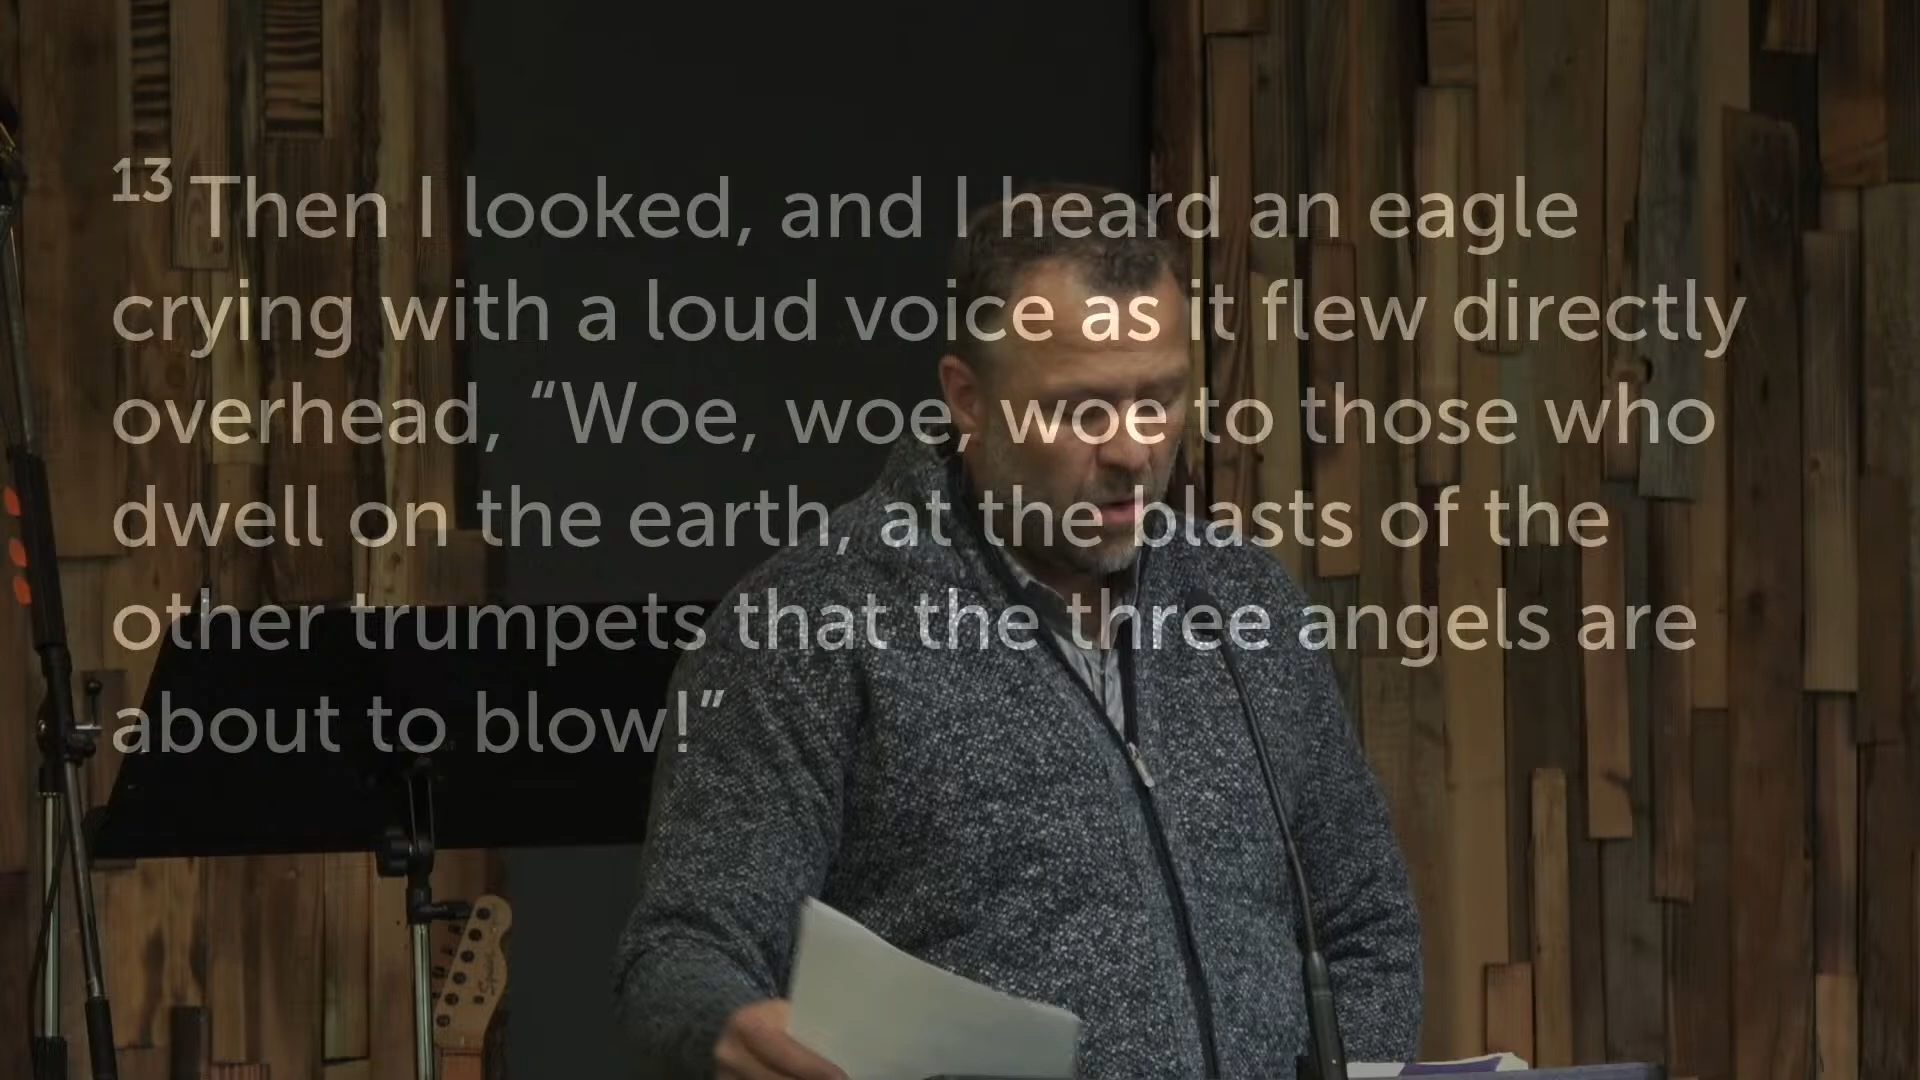 13 Then I looked, and I heard an eagle
crying with a loud voice as it flew directly
overhead, “Woe, woe, woe to those who
dwell on the earth, at the blasts of the
other trumpets that the three angels are
about to blow!”
Squier